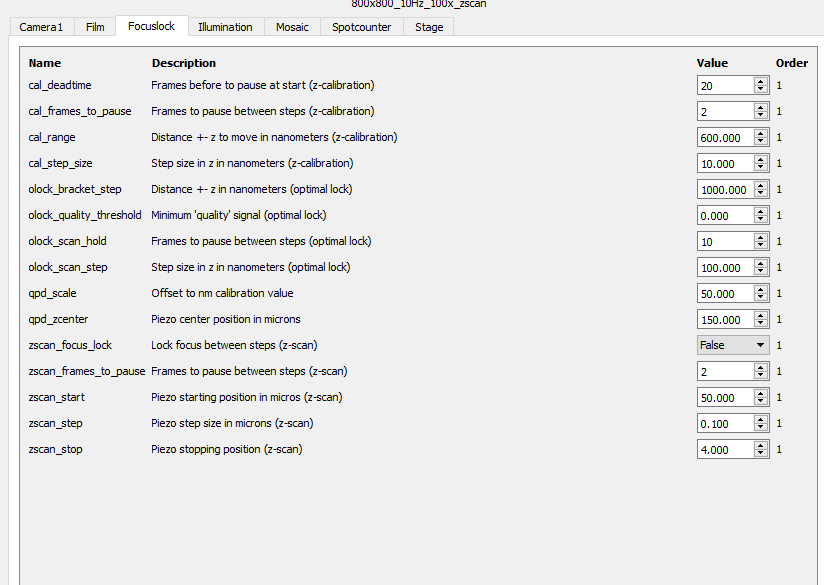 800x800_10Hz_100x_zscan
Camera1 Film Focuslock Illumination Mosaic Spotcounter Stage
Name Description Value Order
cal_deadtime Frames before to pause at start (z-calibration) 20 1
cal_frames_to_pause Frames to pause between steps (z-calibration) 2 1
cal_range Distance +- z to move in nanometers (z-calibration) 600.000 1
cal_step_size Step size in z in nanometers (z-calibration) 10.000 1
olock_bracket_step Distance +- z in nanometers (optimal lock) 1000.000 1
olock_quality_threshold Minimum 'quality' signal (optimal lock) 0.000 1
olock_scan_hold Frames to pause between steps (optimal lock) 10 1
olock_scan_step Step size in z in nanometers (optimal lock) 100.000 1
qpd_scale Offset to nm calibration value 50.000 1
qpd_zcenter Piezo center position in microns 150.000 1
zscan_focus_lock Lock focus between steps (z-scan) False 1
zscan_frames_to_pause Frames to pause between steps (z-scan) 2 1
zscan_start Piezo starting position in micros (z-scan) 50.000 1
zscan_step Piezo step size in microns (z-scan) 0.100 1
zscan_stop Piezo stopping position (z-scan) 4.000 1